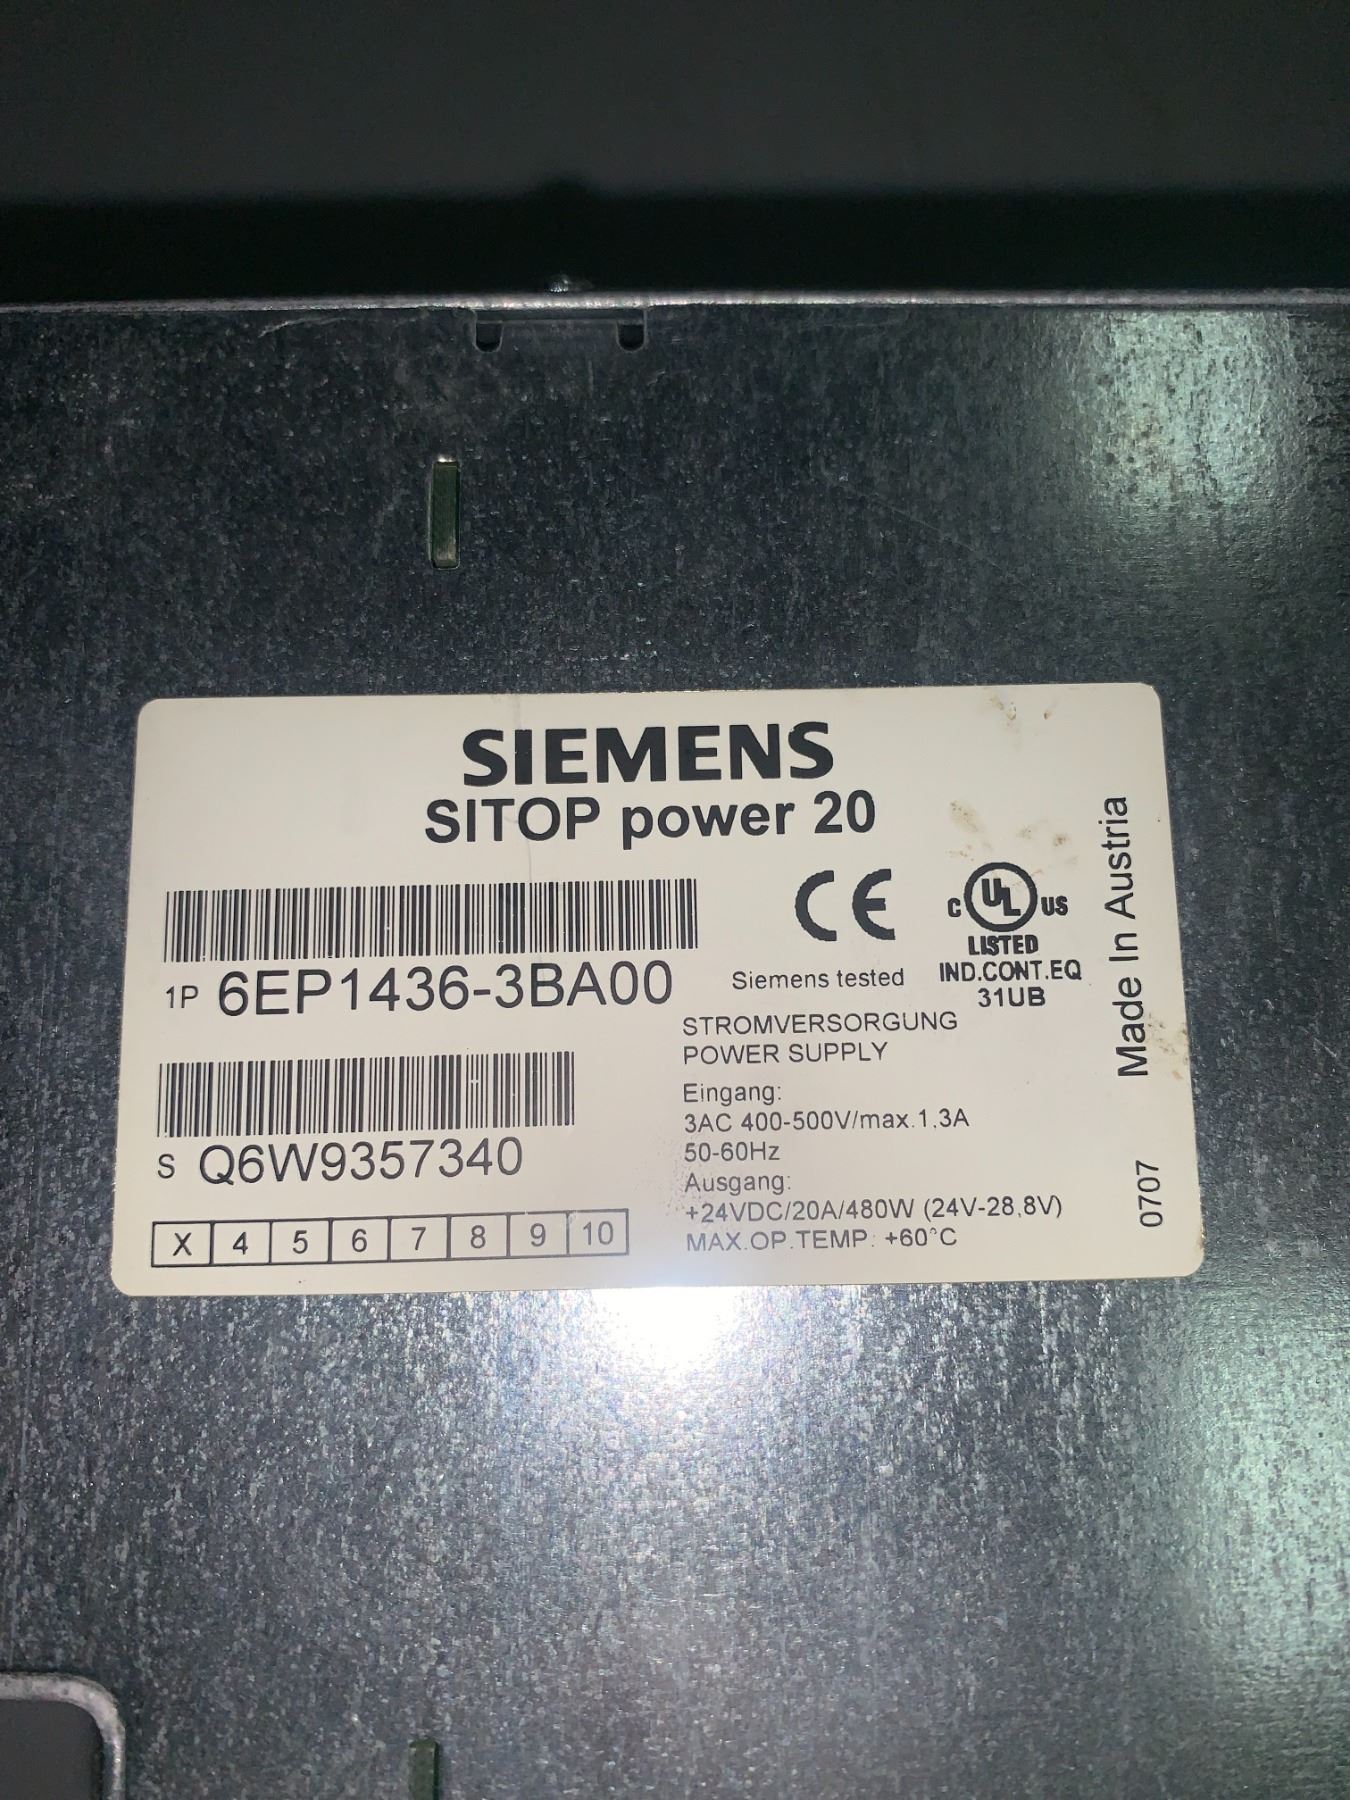 SIEMENS
SITOP power 20
1P 6EP1436-3BA00
S Q6W9357340
X 4 5 6 7 8 9 10
CE
Siemens tested
C UL US
LISTED
IND.CONT.EQ
31UB
STROMVERSORGUNG
POWER SUPPLY
Eingang:
3AC 400-500V/max.1,3A
50-60Hz
Ausgang:
+24VDC/20A/480W (24V-28,8V)
MAX.OP.TEMP: +60°C
Made In Austria
0707